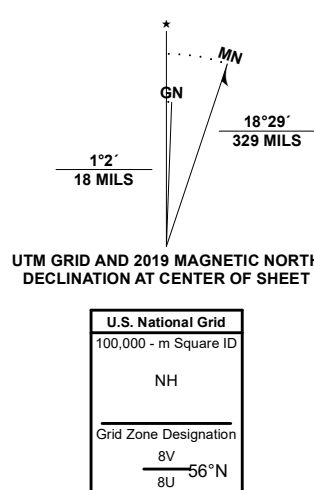 ★
MN
GN
18°29´
329 MILS
1°2´
18 MILS
UTM GRID AND 2019 MAGNETIC NORTH
DECLINATION AT CENTER OF SHEET
U.S. National Grid
100,000 - m Square ID
NH
Grid Zone Designation
8V
56°N
8U